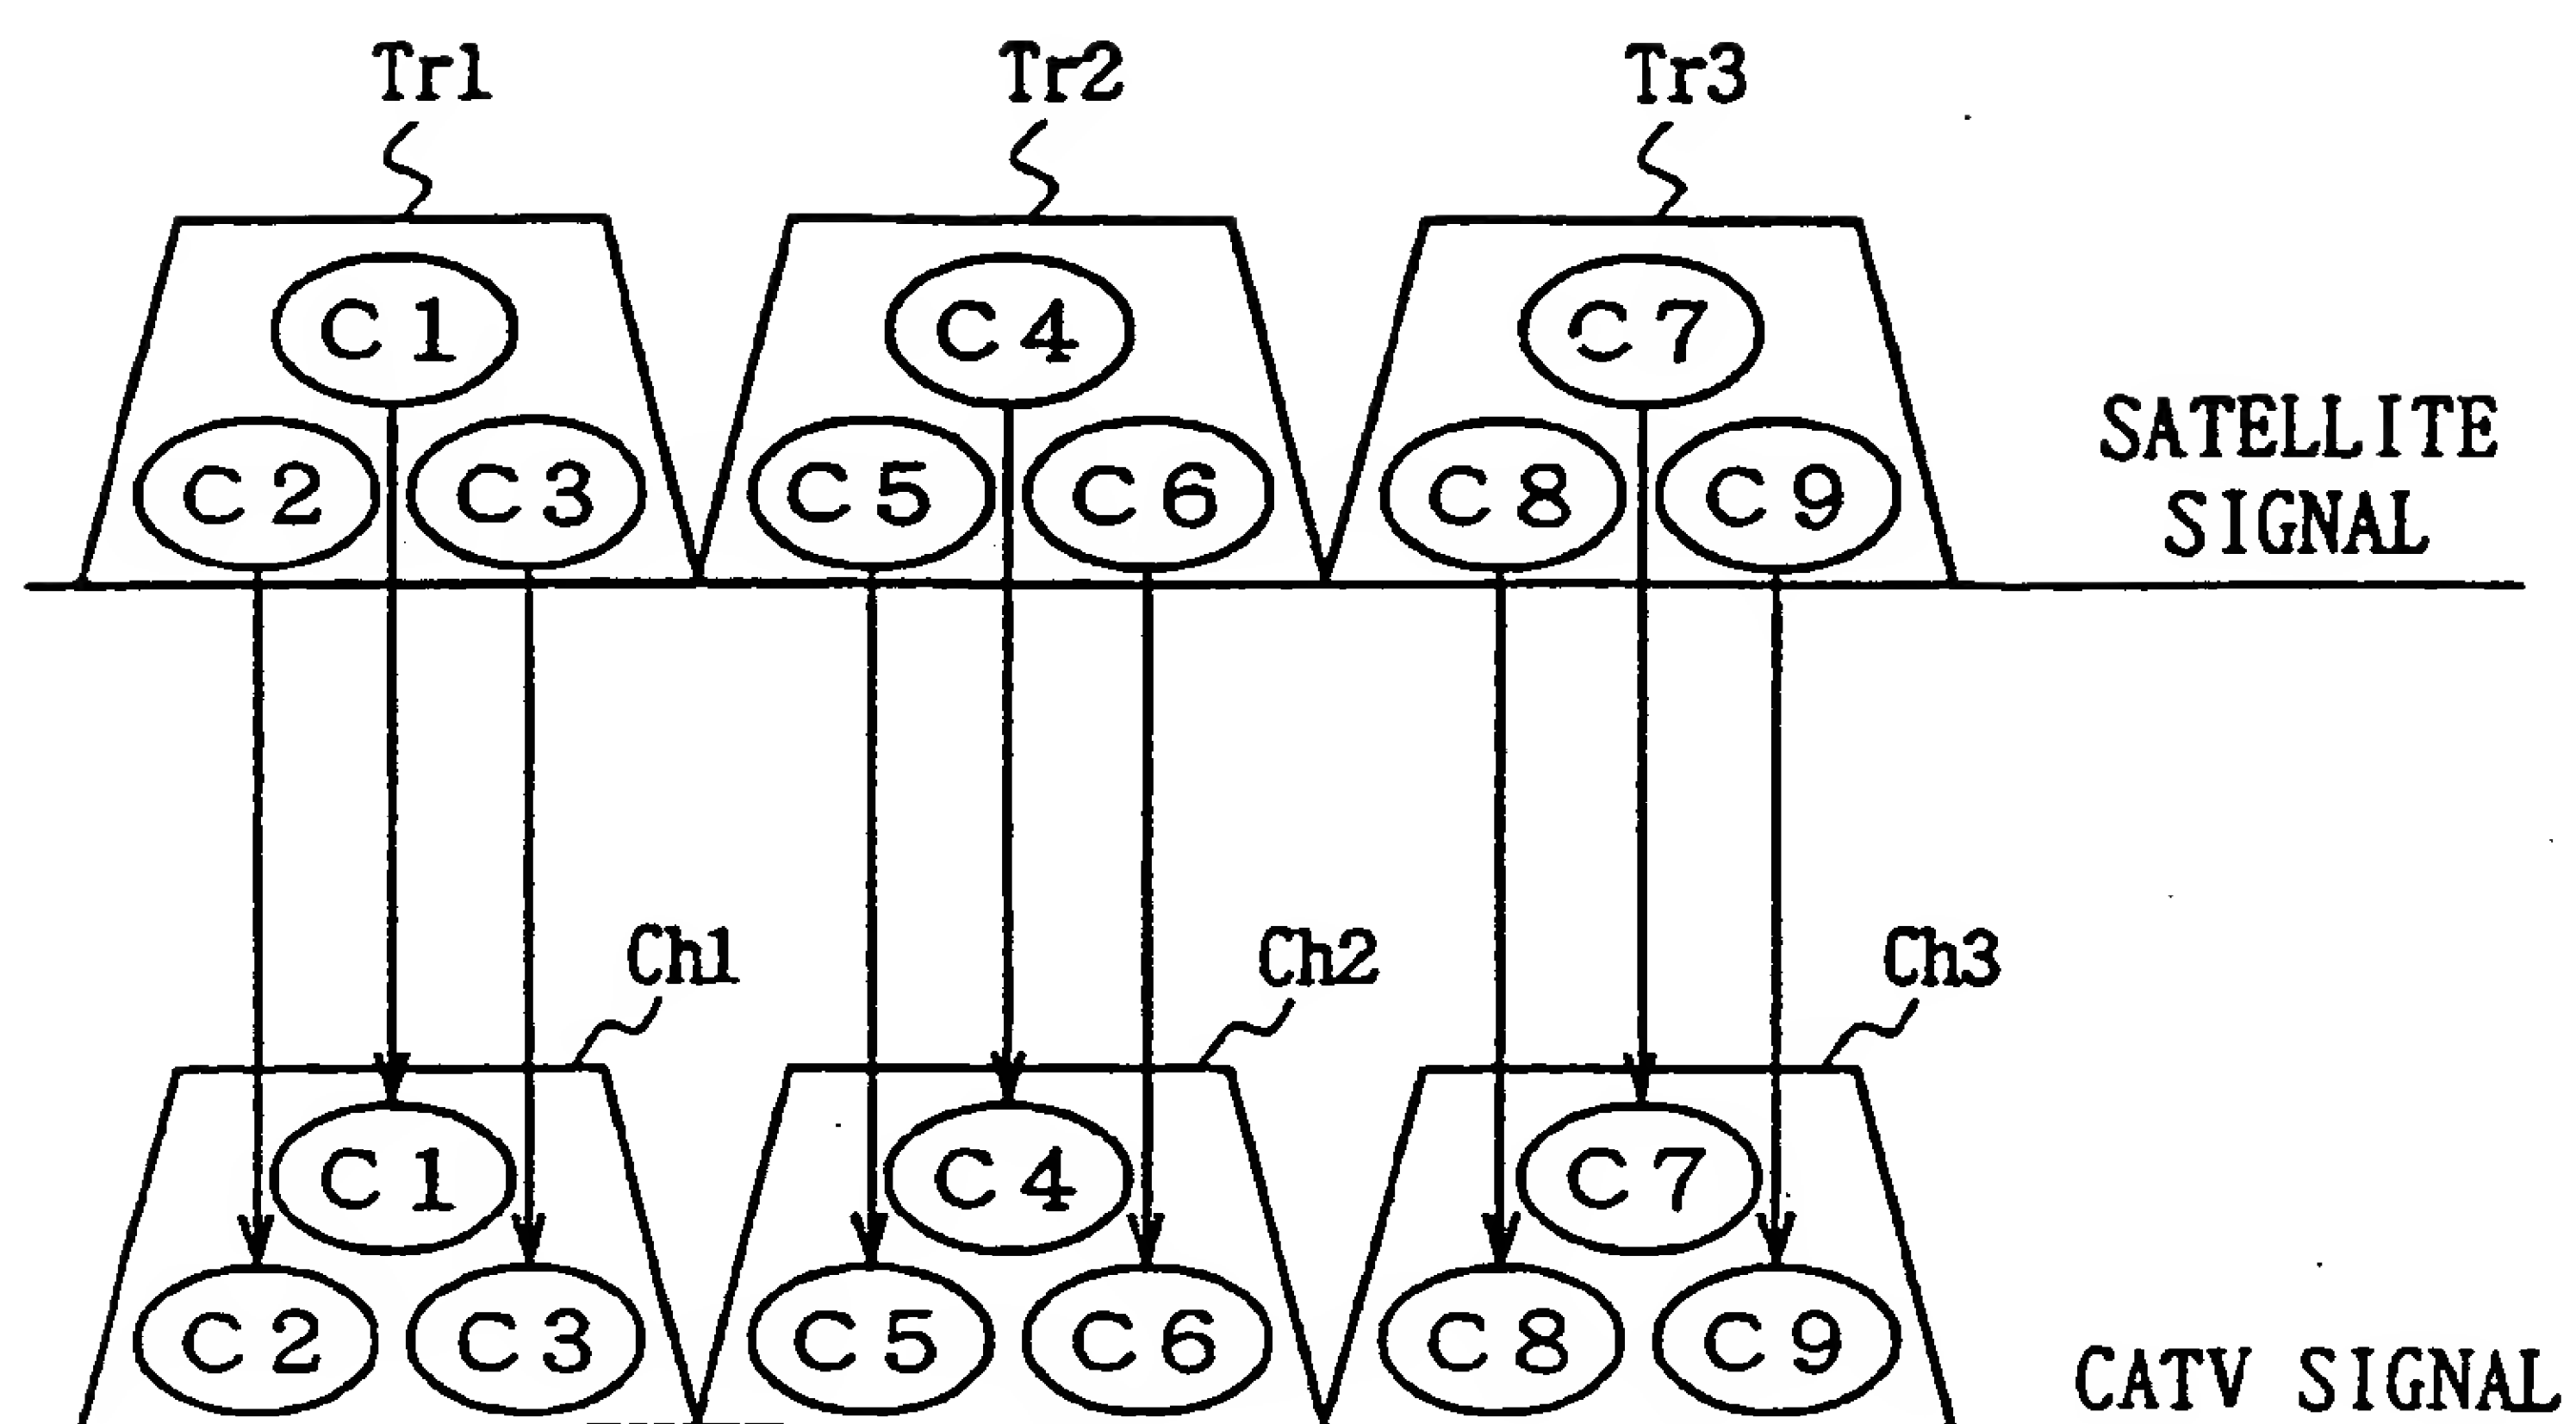 Tr1 Tr2 Tr3
C1 C4 C7
C2 C3 C5 C6 C8 C9
SATELLITE
SIGNAL
Ch1 Ch2 Ch3
C1 C4 C7
C2 C3 C5 C6 C8 C9
CATV SIGNAL